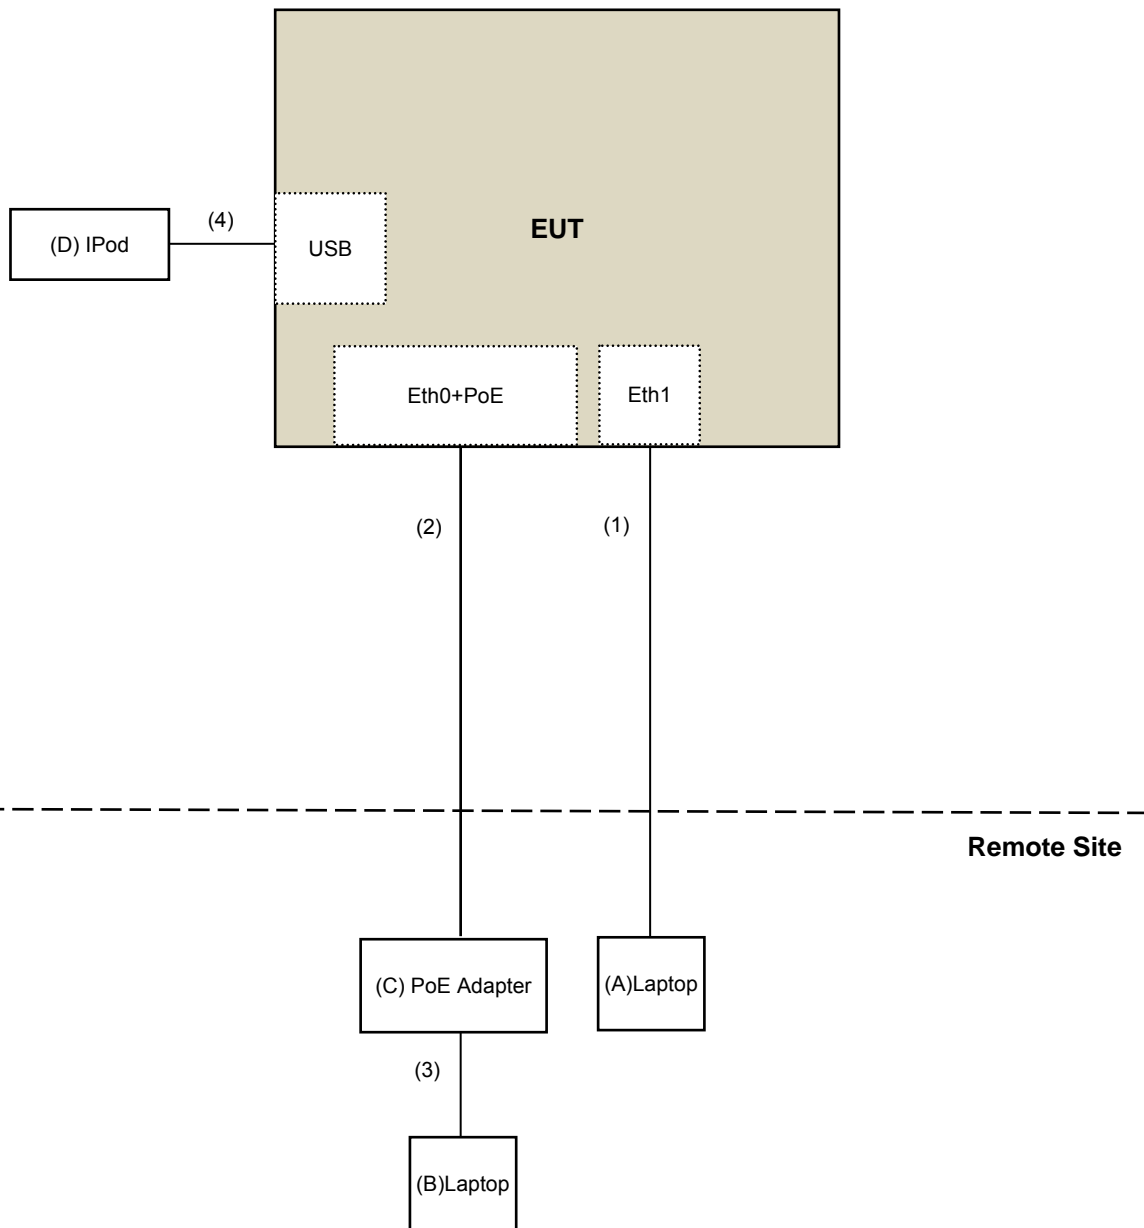 EUT
(4)
(D) IPod
USB
Eth0+PoE
Eth1
(2)
(1)
Remote Site
(C) PoE Adapter
(A)Laptop
(3)
(B)Laptop